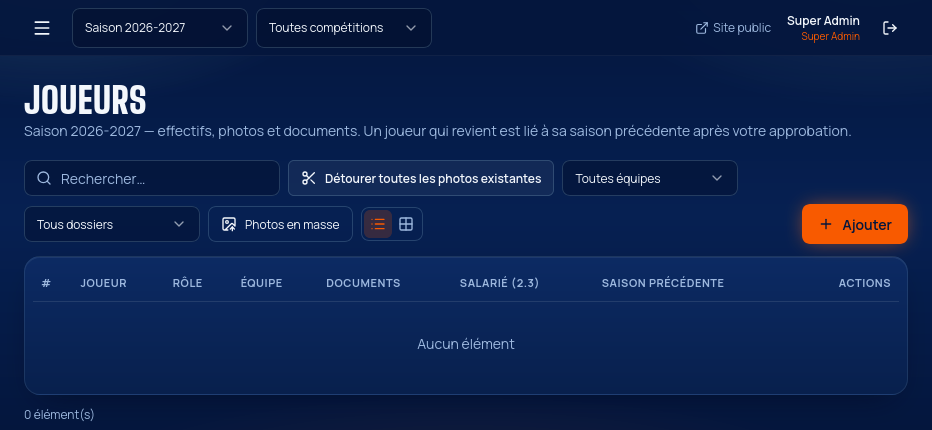 Saison 2026-2027
Toutes compétitions
Site public
Super Admin
Super Admin
JOUEURS
Saison 2026-2027 — effectifs, photos et documents. Un joueur qui revient est lié à sa saison précédente après votre approbation.
Rechercher...
Détourer toutes les photos existantes
Toutes équipes
Tous dossiers
Photos en masse
Ajouter
# JOUEUR RÔLE ÉQUIPE DOCUMENTS SALARIÉ (2.3) SAISON PRÉCÉDENTE ACTIONS
Aucun élément
0 élément(s)